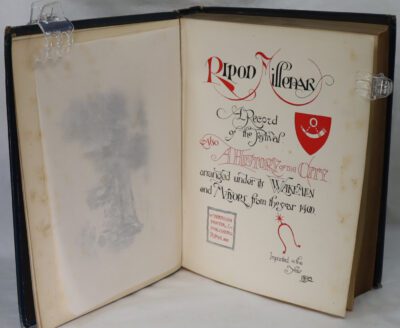 Ripon Millenary
A Record
of the Festival
Also
A HISTORY OF THE CITY
arranged under its WAKEMEN
and MAYORS from the year 1400
Imprinted in the